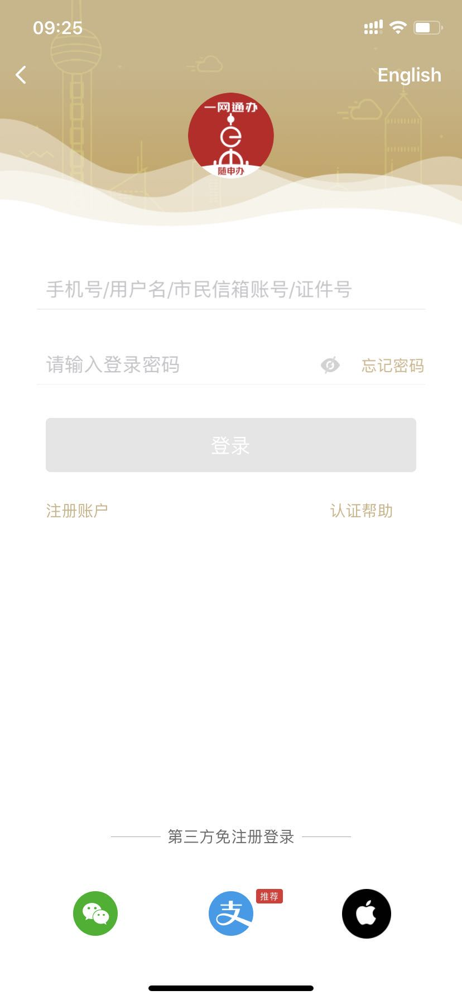 09:25
English
一网通办
随申办
手机号/用户名/市民信箱账号/证件号
请输入登录密码
忘记密码
登录
注册账户
认证帮助
第三方免注册登录
支
推荐